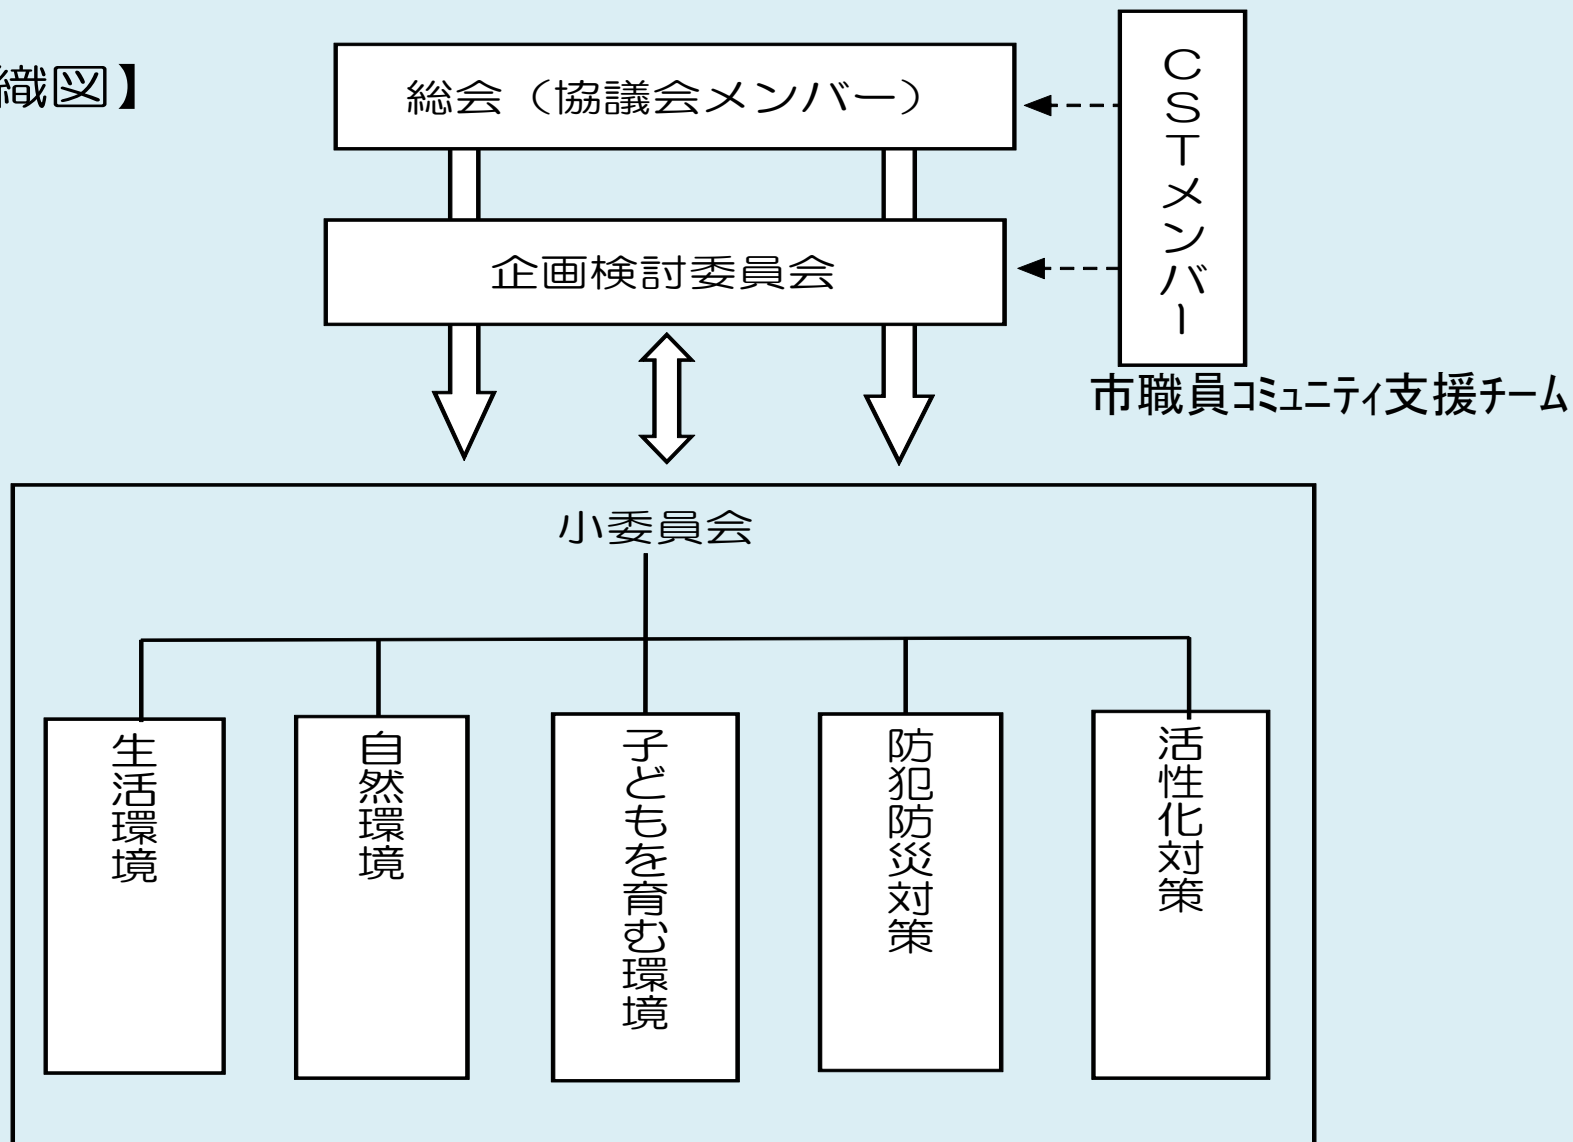 織図】
総会（協議会メンバー）
CSTメンバー
企画検討委員会
市職員コミュニティ支援チーム
小委員会
生活環境
自然環境
子どもを育む環境
防犯防災対策
活性化対策